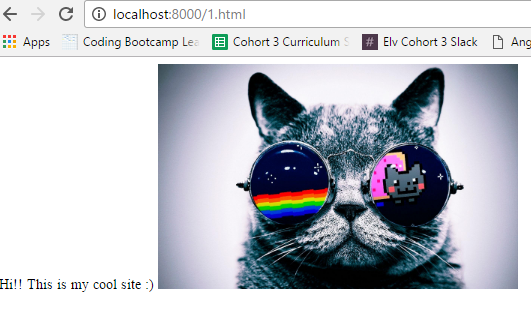 localhost:8000/1.html
Apps Coding Bootcamp Lea Cohort 3 Curriculum S Elv Cohort 3 Slack Ang
Hi!! This is my cool site :)